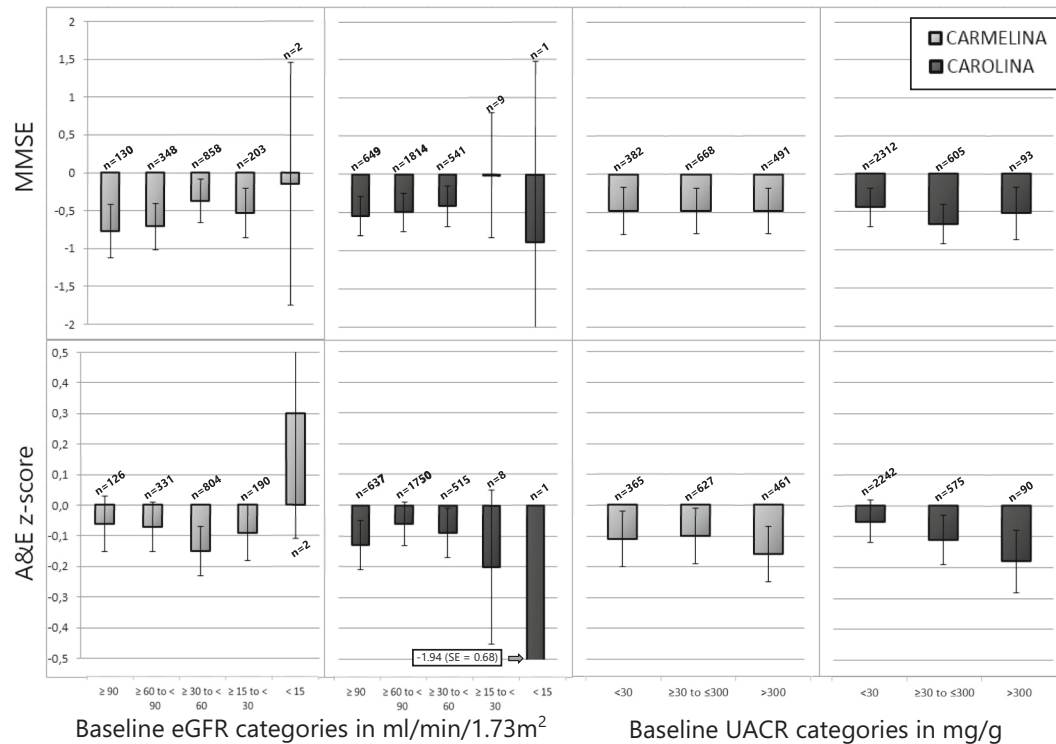 CARMELINA
CAROLINA
MMSE
2
1,5
1
0,5
0
-0,5
-1
-1,5
-2
n=130
n=348
n=858
n=203
n=2
n=649
n=1814
n=541
n=9
n=1
n=382
n=668
n=491
n=2312
n=605
n=93
A&E z-score
0,5
0,4
0,3
0,2
0,1
0,0
-0,1
-0,2
-0,3
-0,4
-0,5
n=126
n=331
n=804
n=190
n=2
n=637
n=1750
n=515
n=8
n=1
-1.94 (SE = 0.68)
n=365
n=627
n=461
n=2242
n=575
n=90
≥ 90
≥ 60 to < 90
≥ 30 to < 60
≥ 15 to < 30
< 15
≥ 90
≥ 60 to < 90
≥ 30 to < 60
≥ 15 to < 30
< 15
<30
≥30 to ≤300
>300
<30
≥30 to ≤300
>300
Baseline eGFR categories in ml/min/1.73m²
Baseline UACR categories in mg/g